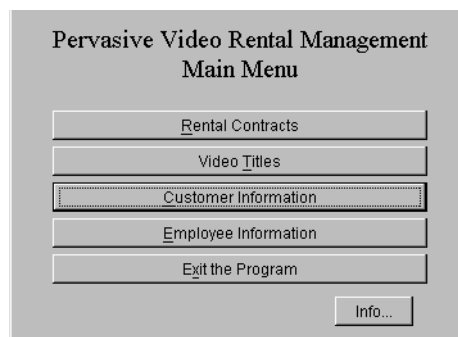 Pervasive Video Rental Management
Main Menu
Rental Contracts
Video Titles
Customer Information
Employee Information
Exit the Program
Info...